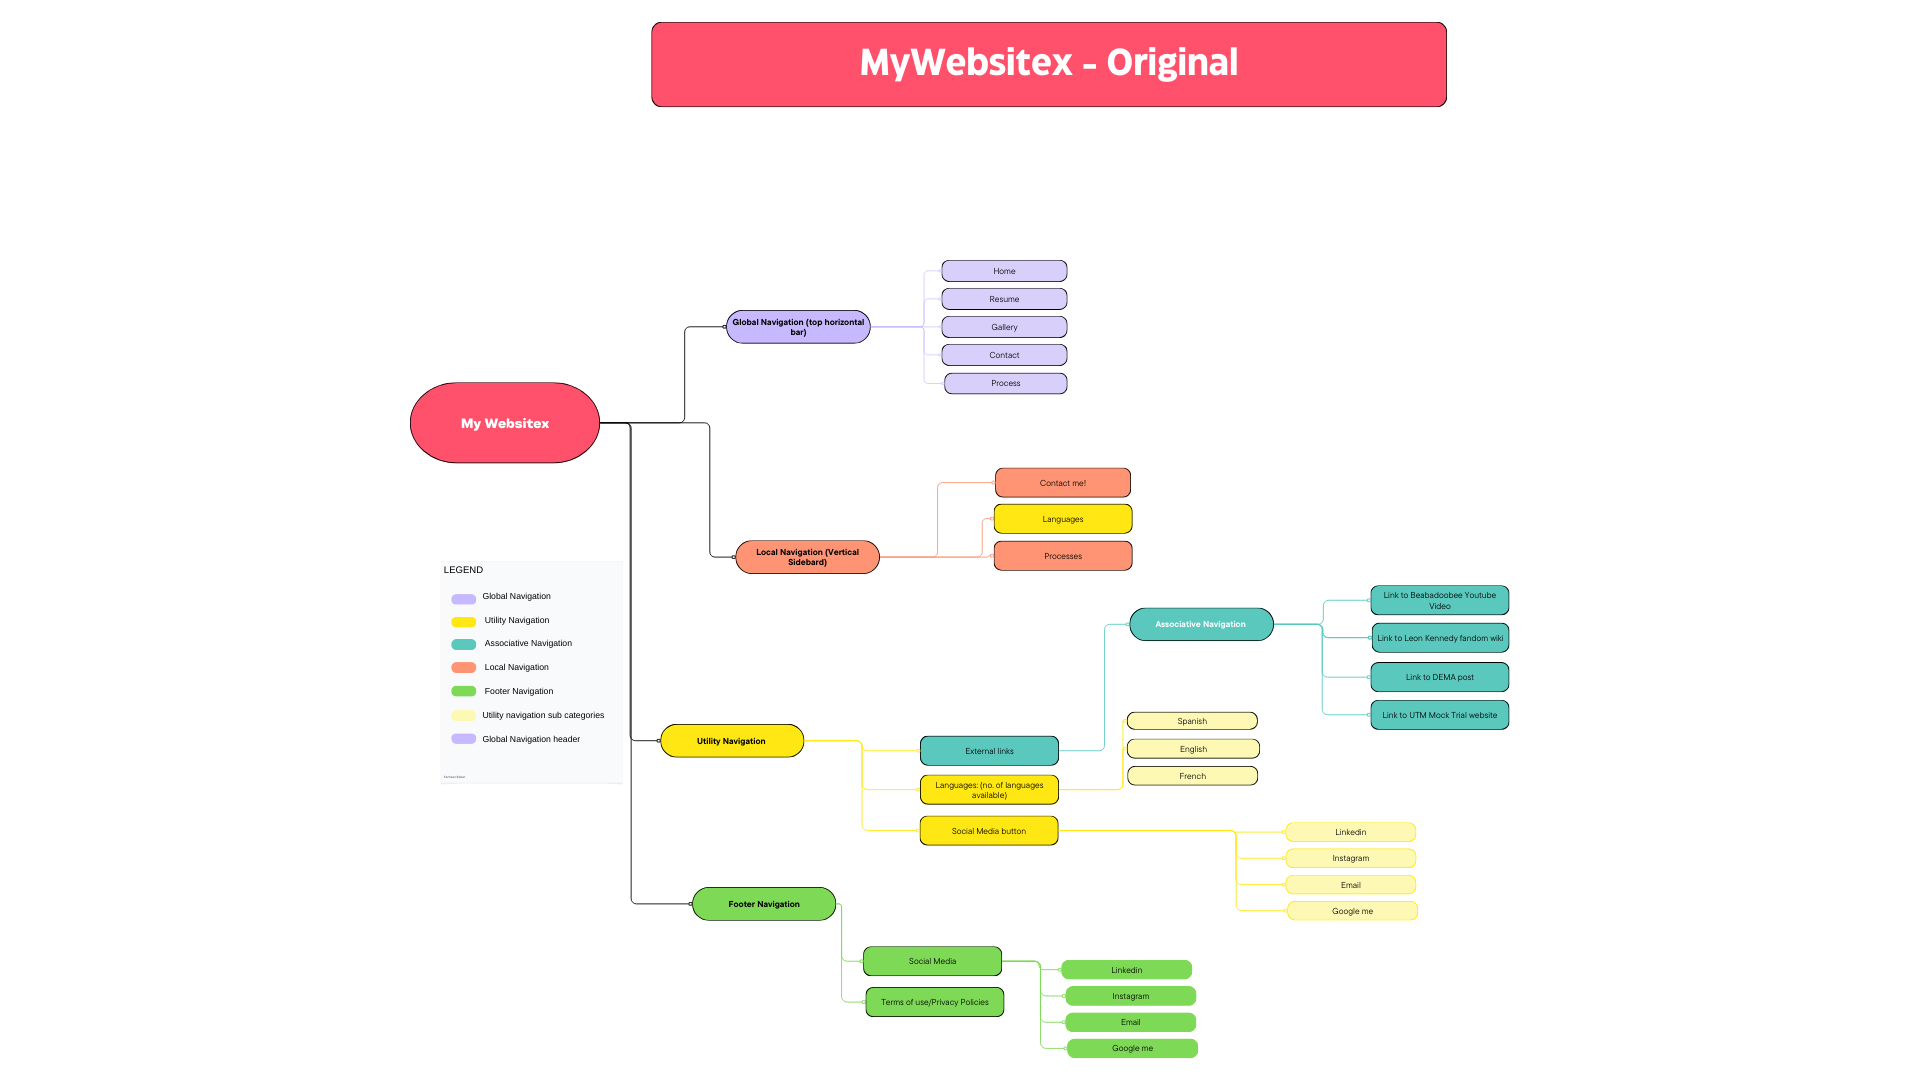 MyWebsitex - Original
Home
Resume
Global Navigation (top horizontal
bar)
Gallery
Contact
Process
My Websitex
Contact me!
Languages
Local Navigation (Vertical
Sidebard)
Processes
LEGEND
Global Navigation
Utility Navigation
Associative Navigation
Local Navigation
Footer Navigation
Utility navigation sub categories
Global Navigation header
Associative Navigation
Link to Beabadoobee Youtube
Video
Link to Leon Kennedy fandom wiki
Link to DEMA post
Link to UTM Mock Trial website
Utility Navigation
External links
Languages: (no. of languages
available)
Social Media button
Spanish
English
French
Linkedin
Instagram
Email
Google me
Footer Navigation
Social Media
Terms of use/Privacy Policies
Linkedin
Instagram
Email
Google me